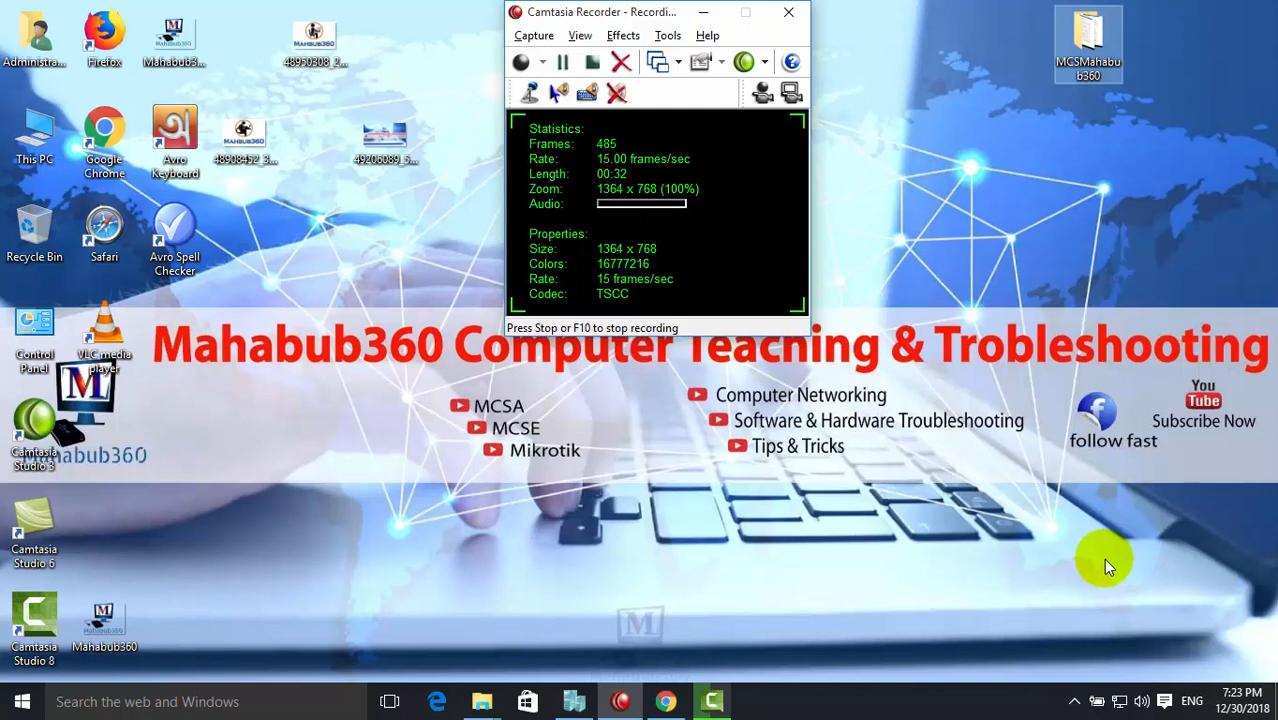 Camtasia Recorder - Recordi...
Capture View Effects Tools Help
Statistics:
Frames: 485
Rate: 15.00 frames/sec
Length: 00:32
Zoom: 1364 x 768 (100%)
Audio:
Properties:
Size: 1364 x 768
Colors: 16777216
Rate: 15 frames/sec
Codec: TSCC
Press Stop or F10 to stop recording
Administra...
Firefox
Mahabub3...
48950308_2...
MCSMahabu
b360
This PC
Google
Chrome
Avro
Keyboard
48908452_3...
49206089_5...
MAHBUB360
Recycle Bin
Safari
Avro Spell
Checker
Control
Panel
VLC media
player
Mahabub360 Computer Teaching & Trobleshooting
MCSA
MCSE
Mikrotik
Computer Networking
Software & Hardware Troubleshooting
Tips & Tricks
follow fast
You
Tube
Subscribe Now
M
Mahabub360
Camtasia
Studio 3
Camtasia
Studio 6
Camtasia
Studio 8
Mahabub360
Search the web and Windows
ENG
7:23 PM
12/30/2018